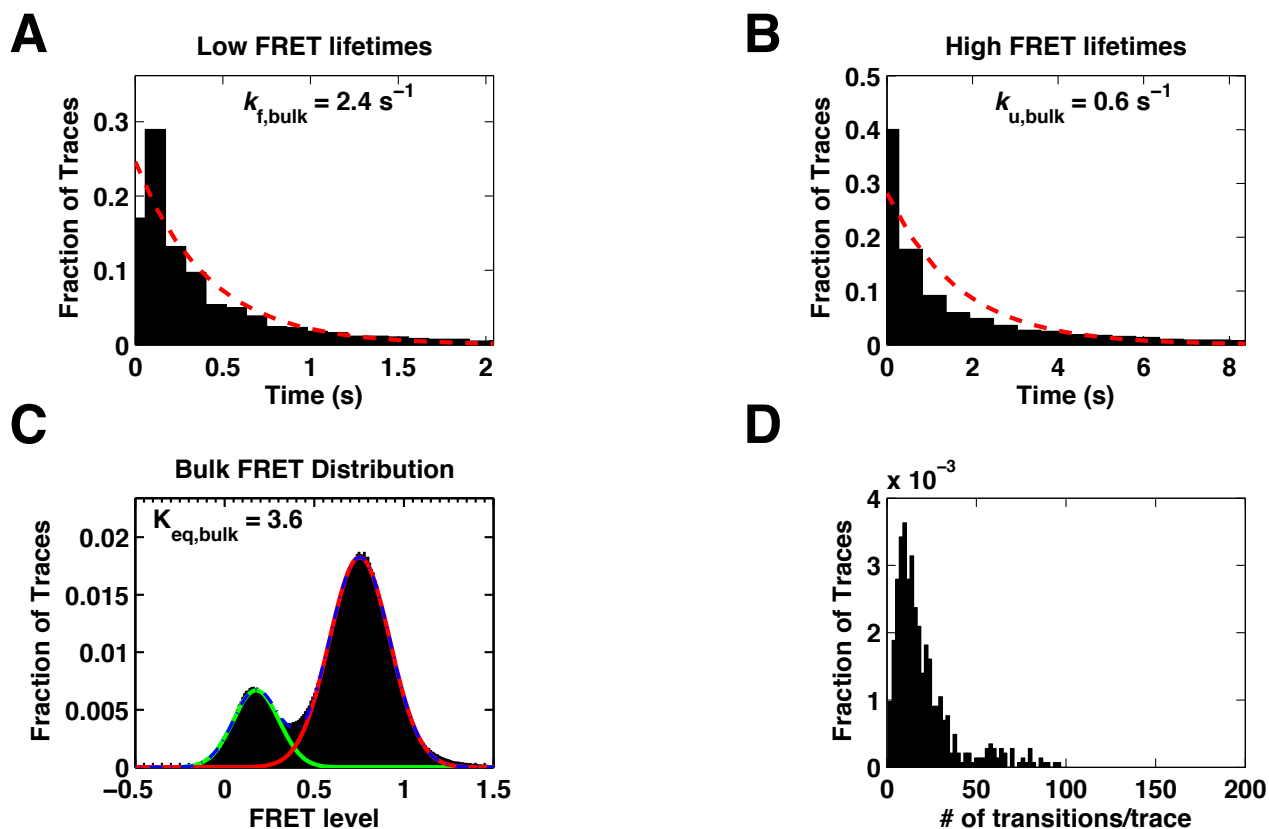 A
Low FRET lifetimes
k f,bulk = 2.4 s⁻¹
Fraction of Traces
0.3
0.2
0.1
0
0
0.5
1
1.5
2
Time (s)
B
High FRET lifetimes
k u,bulk = 0.6 s⁻¹
Fraction of Traces
0.5
0.4
0.3
0.2
0.1
0
0
2
4
6
8
Time (s)
C
Bulk FRET Distribution
K eq,bulk = 3.6
Fraction of Traces
0.02
0.015
0.01
0.005
0
−0.5
0
0.5
1
1.5
FRET level
D
x 10⁻³
Fraction of Traces
4
3
2
1
0
0
50
100
150
200
# of transitions/trace